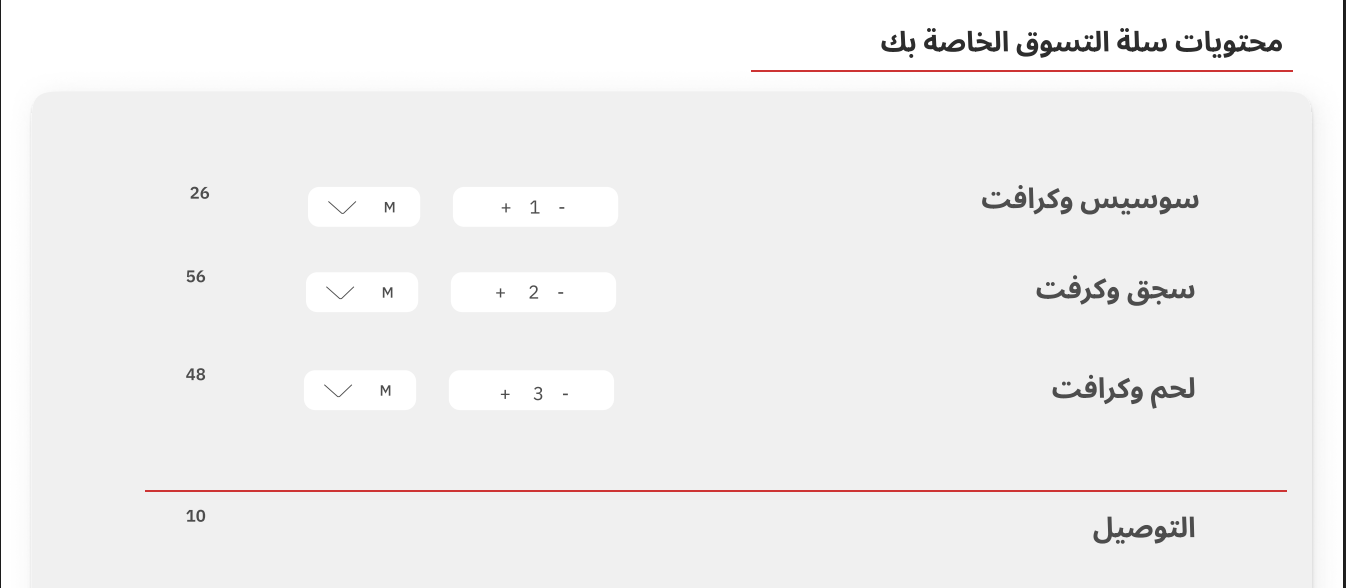 محتويات سلة التسوق الخاصة بك
سوسيس وكرافت - 1 + M 26
سجق وكرفت - 2 + M 56
لحم وكرافت - 3 + M 48
التوصيل 10